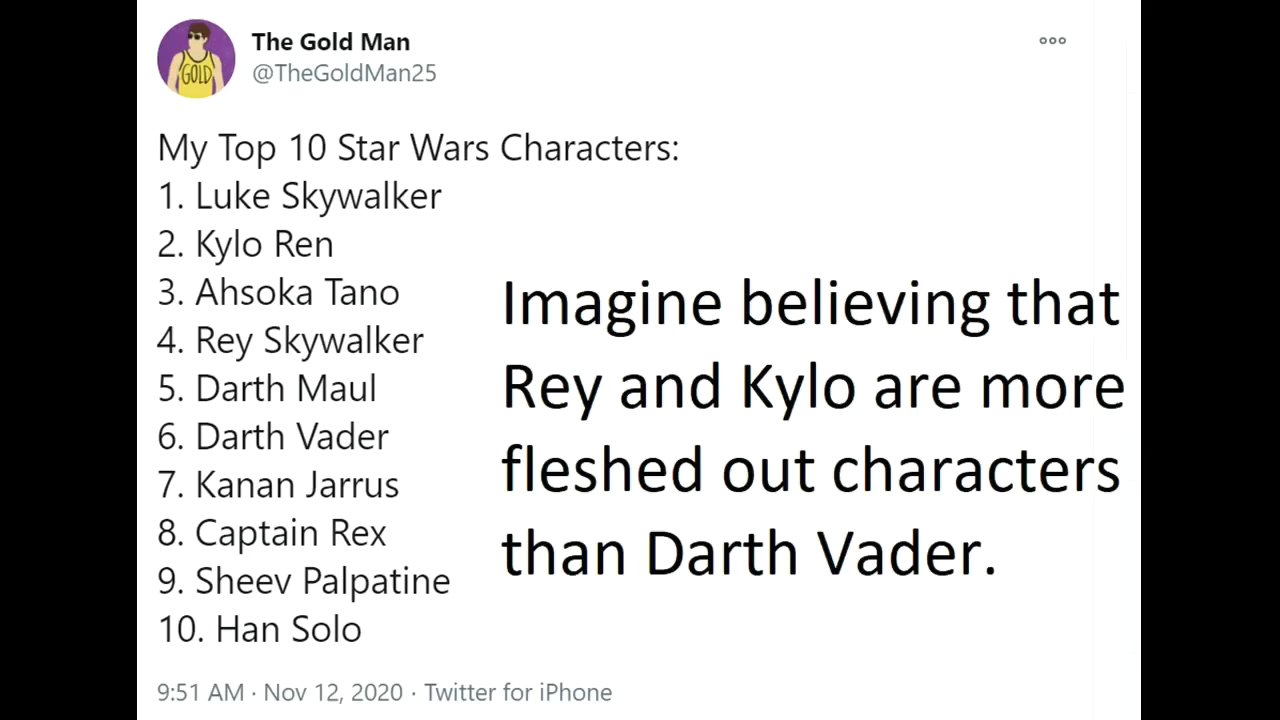 The Gold Man
@TheGoldMan25
GOLD
My Top 10 Star Wars Characters:
1. Luke Skywalker
2. Kylo Ren
3. Ahsoka Tano
4. Rey Skywalker
5. Darth Maul
6. Darth Vader
7. Kanan Jarrus
8. Captain Rex
9. Sheev Palpatine
10. Han Solo
Imagine believing that
Rey and Kylo are more
fleshed out characters
than Darth Vader.
9:51 AM · Nov 12, 2020 · Twitter for iPhone